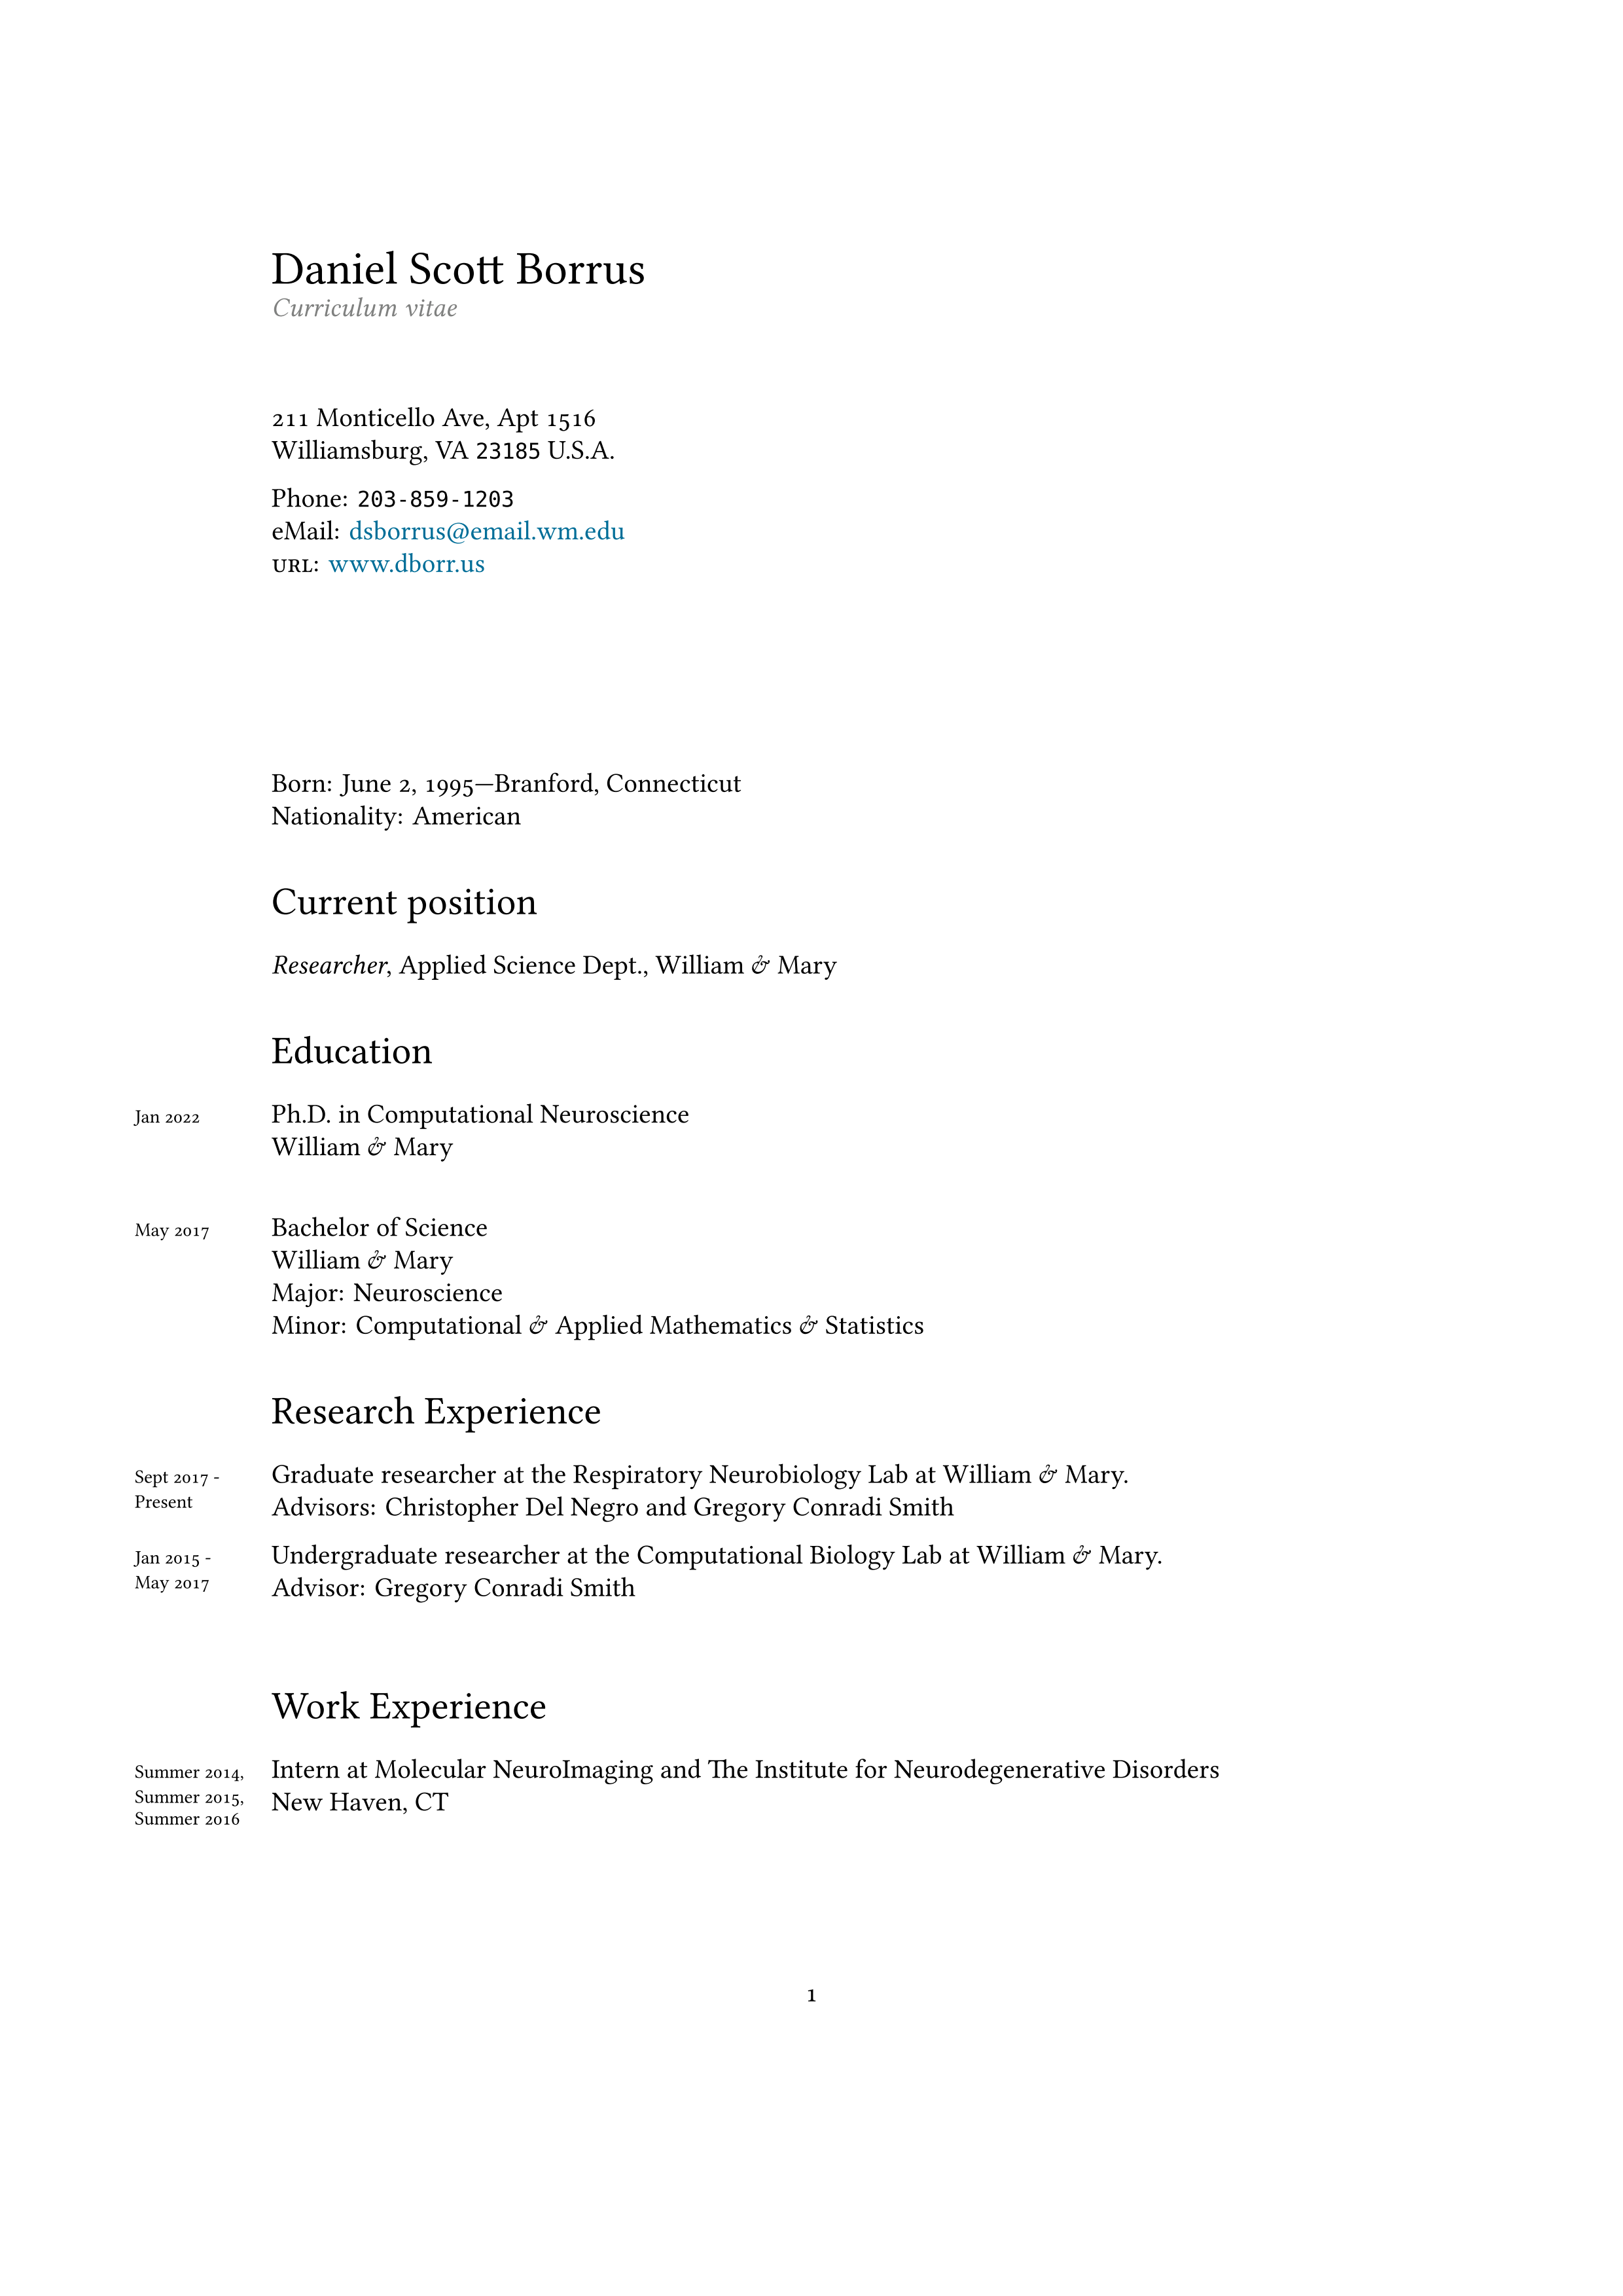 Daniel Scott Borrus
Curriculum vitae
211 Monticello Ave, Apt 1516
Williamsburg, VA 23185 U.S.A.
Phone: 203-859-1203
eMail: dsborrus@email.wm.edu
URL: www.dborr.us
Born: June 2, 1995—Branford, Connecticut
Nationality: American
Current position
Researcher, Applied Science Dept., William & Mary
Education
Jan 2022 Ph.D. in Computational Neuroscience
William & Mary
May 2017 Bachelor of Science
William & Mary
Major: Neuroscience
Minor: Computational & Applied Mathematics & Statistics
Research Experience
Sept 2017 - Graduate researcher at the Respiratory Neurobiology Lab at William & Mary.
Present Advisors: Christopher Del Negro and Gregory Conradi Smith
Jan 2015 - Undergraduate researcher at the Computational Biology Lab at William & Mary.
May 2017 Advisor: Gregory Conradi Smith
Work Experience
Summer 2014, Intern at Molecular NeuroImaging and The Institute for Neurodegenerative Disorders
Summer 2015, New Haven, CT
Summer 2016
1